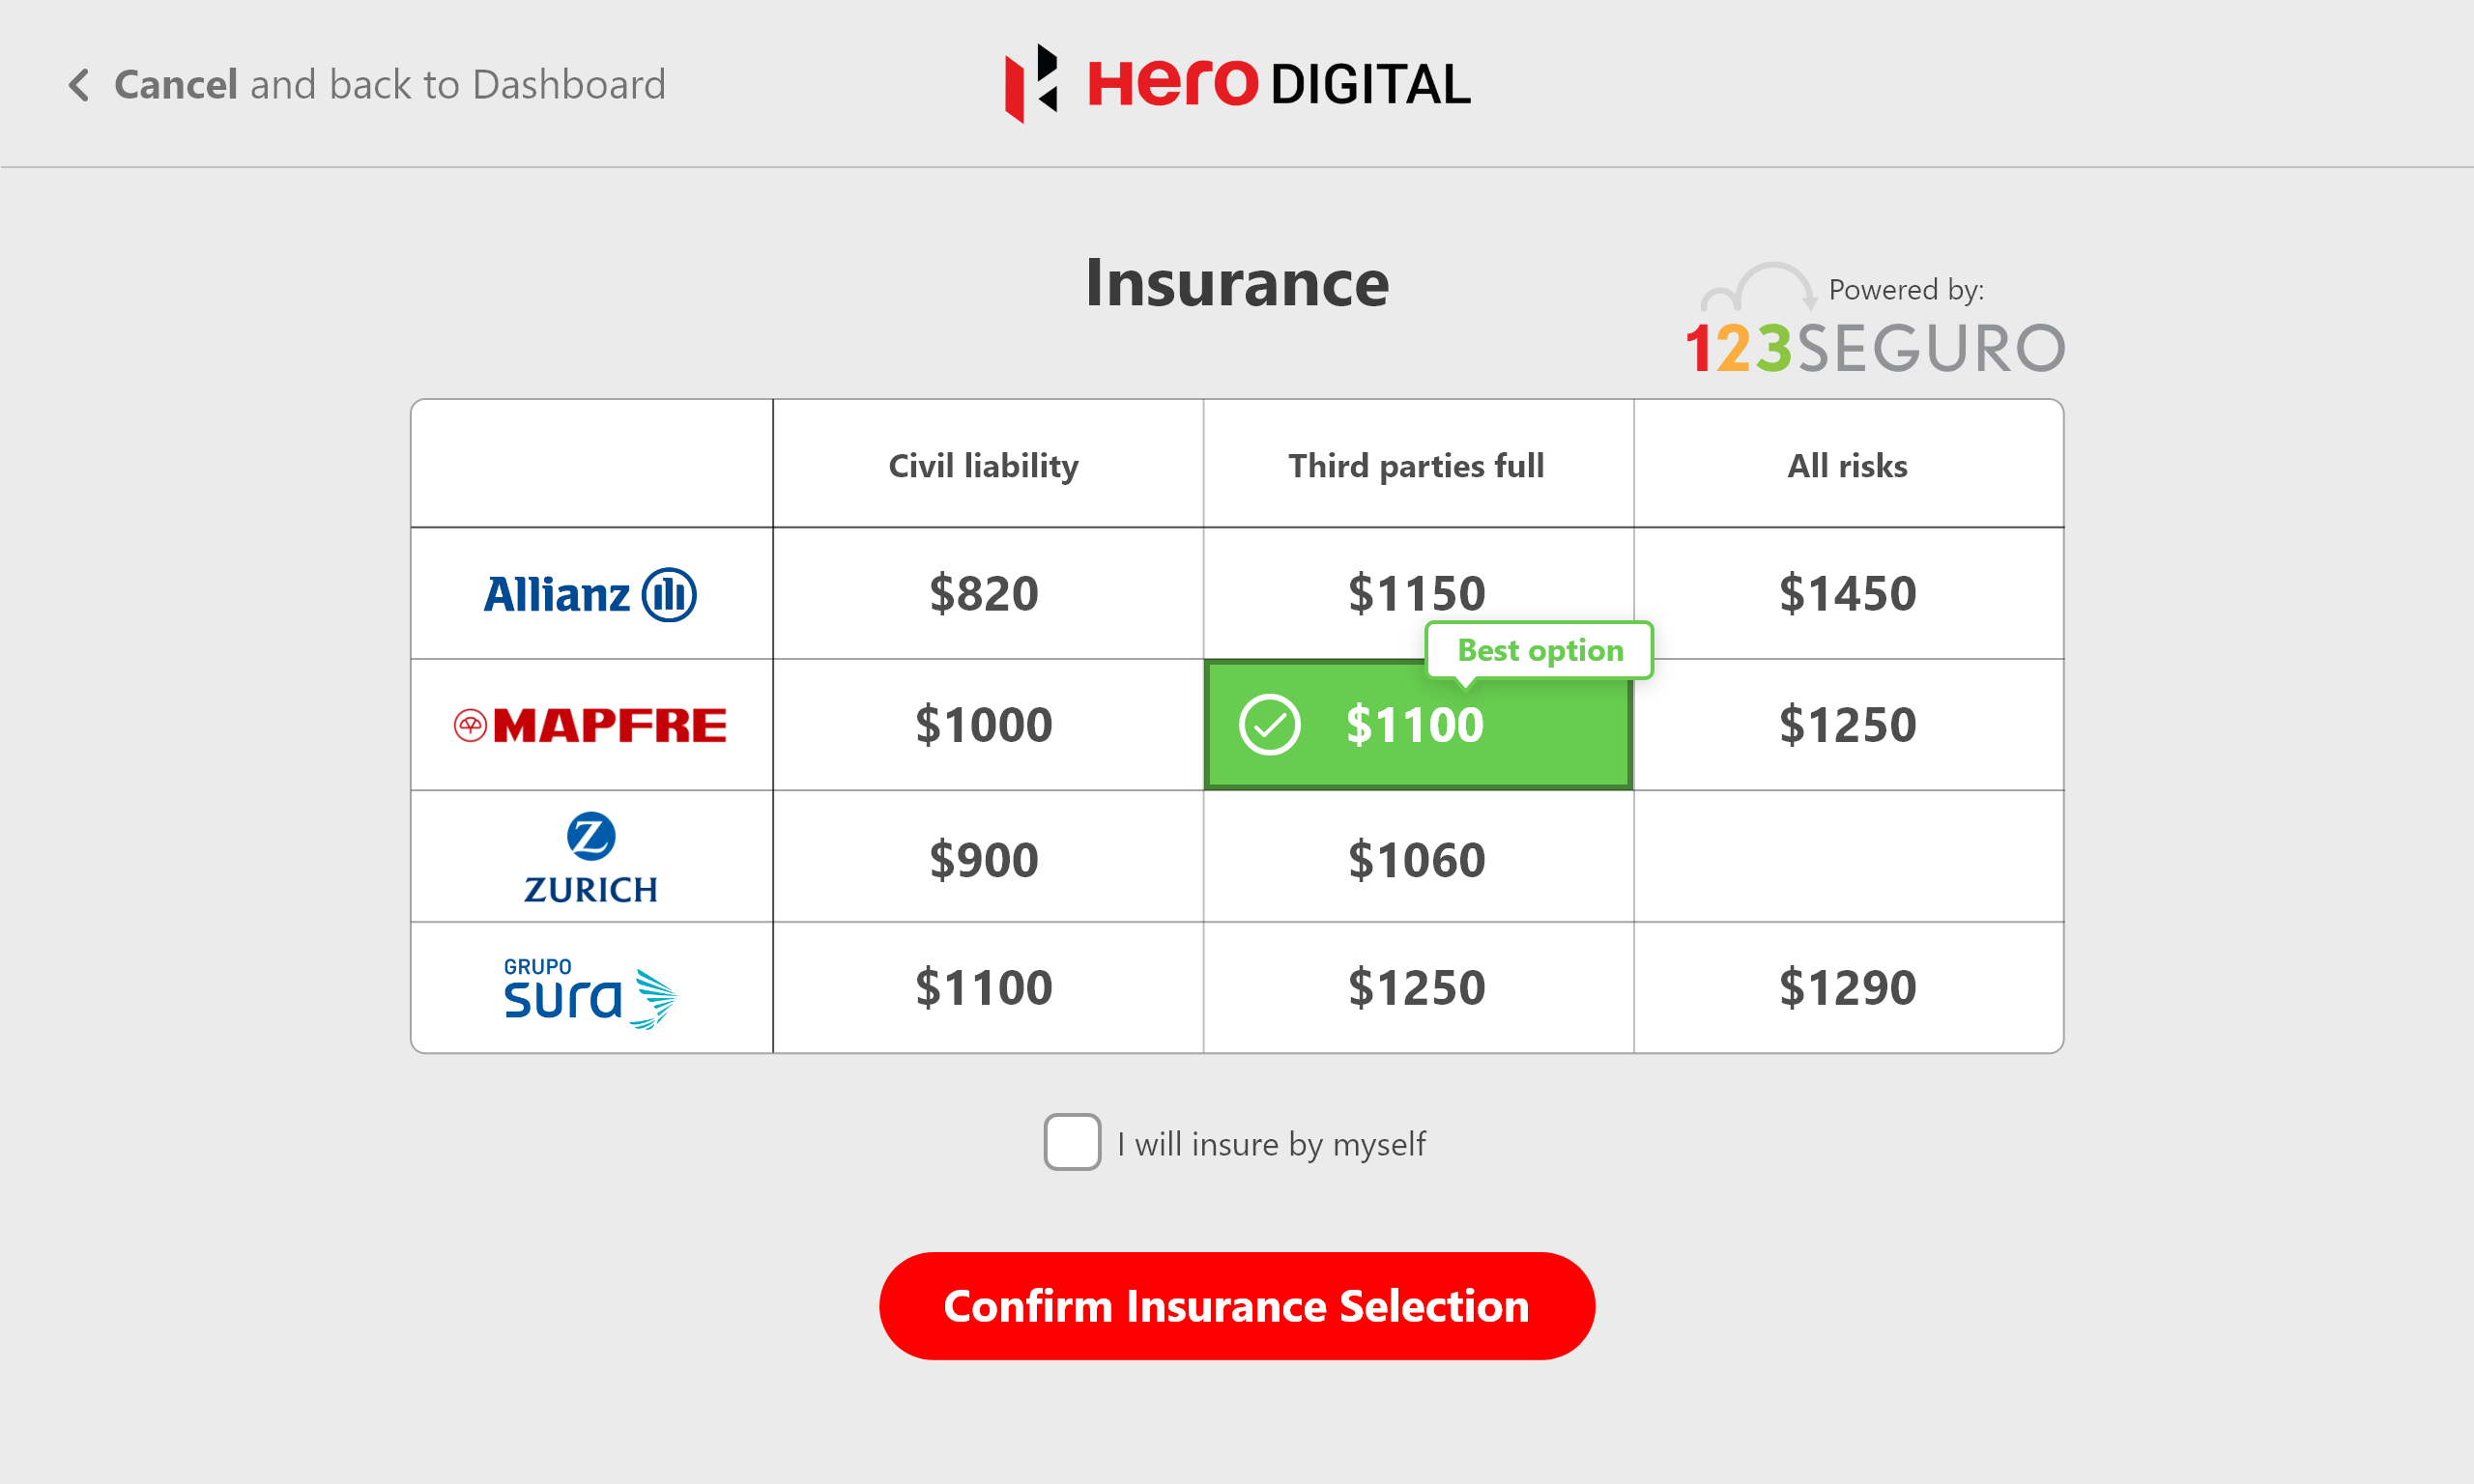 Cancel and back to Dashboard
Hero DIGITAL
Insurance
Powered by:
123SEGURO
Civil liability Third parties full All risks
Allianz $820 $1150 $1450
Best option
MAPFRE $1000 $1100 $1250
ZURICH $900 $1060
GRUPO
sura $1100 $1250 $1290
I will insure by myself
Confirm Insurance Selection